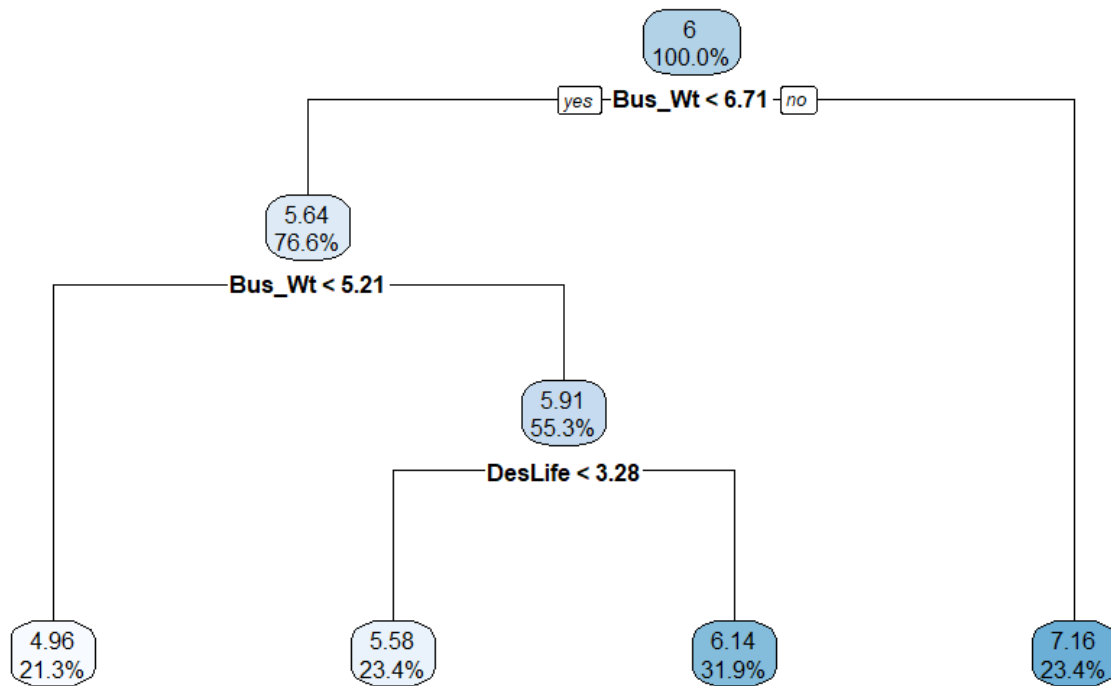 6
100.0%
yes Bus_Wt < 6.71 no
5.64
76.6%
Bus_Wt < 5.21
5.91
55.3%
DesLife < 3.28
4.96 5.58 6.14 7.16
21.3% 23.4% 31.9% 23.4%